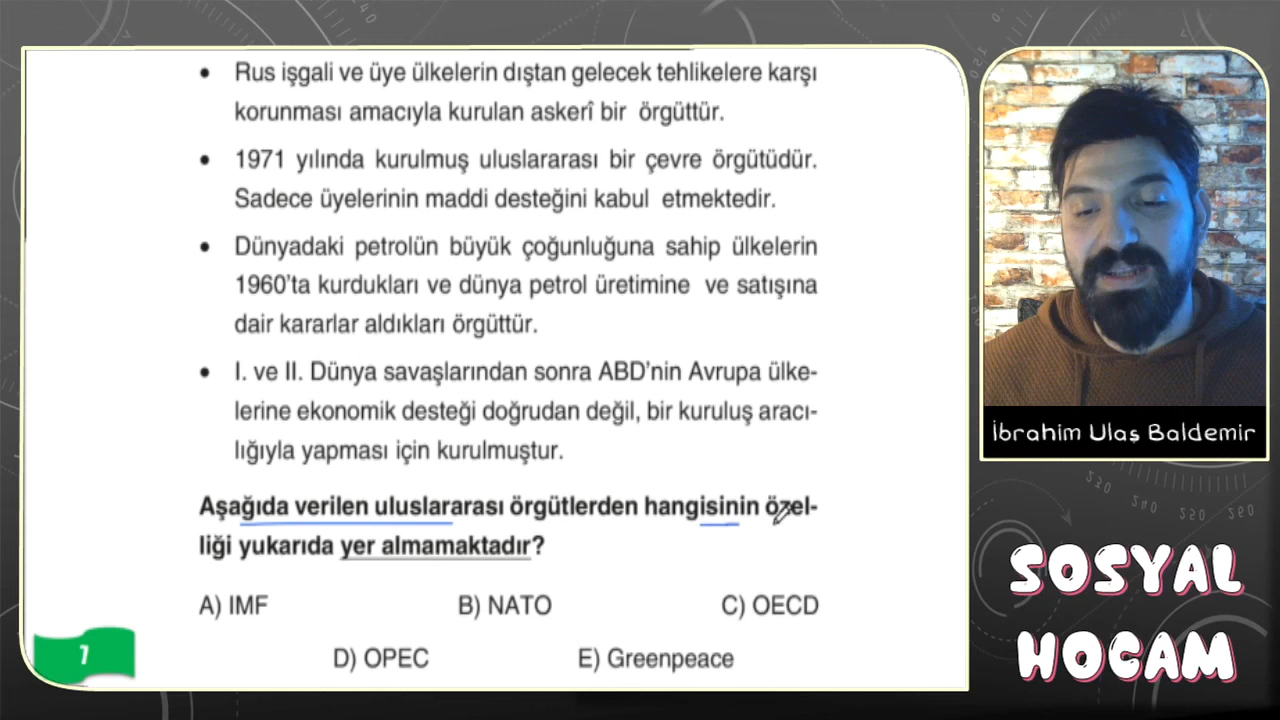 • Rus işgali ve üye ülkelerin dıştan gelecek tehlikelere karşı
korunması amacıyla kurulan askerî bir örgüttür.
• 1971 yılında kurulmuş uluslararası bir çevre örgütüdür.
Sadece üyelerinin maddi desteğini kabul etmektedir.
• Dünyadaki petrolün büyük çoğunluğuna sahip ülkelerin
1960'ta kurdukları ve dünya petrol üretimine ve satışına
dair kararlar aldıkları örgüttür.
• I. ve II. Dünya savaşlarından sonra ABD'nin Avrupa ülke-
lerine ekonomik desteği doğrudan değil, bir kuruluş aracı-
lığıyla yapması için kurulmuştur.
Aşağıda verilen uluslararası örgütlerden hangisinin özel-
liği yukarıda yer almamaktadır?
A) IMF B) NATO C) OECD
D) OPEC E) Greenpeace
7
İbrahim Ulaş Baldemir
SOSYAL
HOCAM